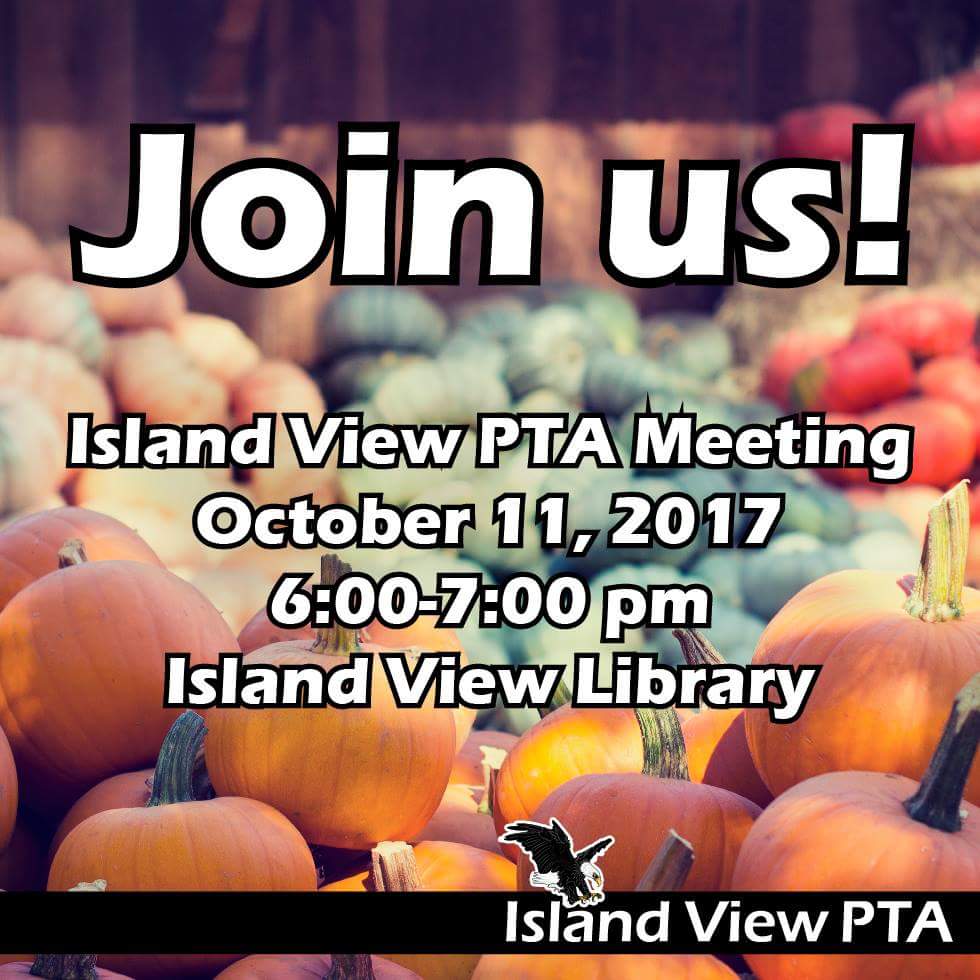 Join us!
Island View PTA Meeting
October 11, 2017
6:00-7:00 pm
Island View Library
Island View PTA